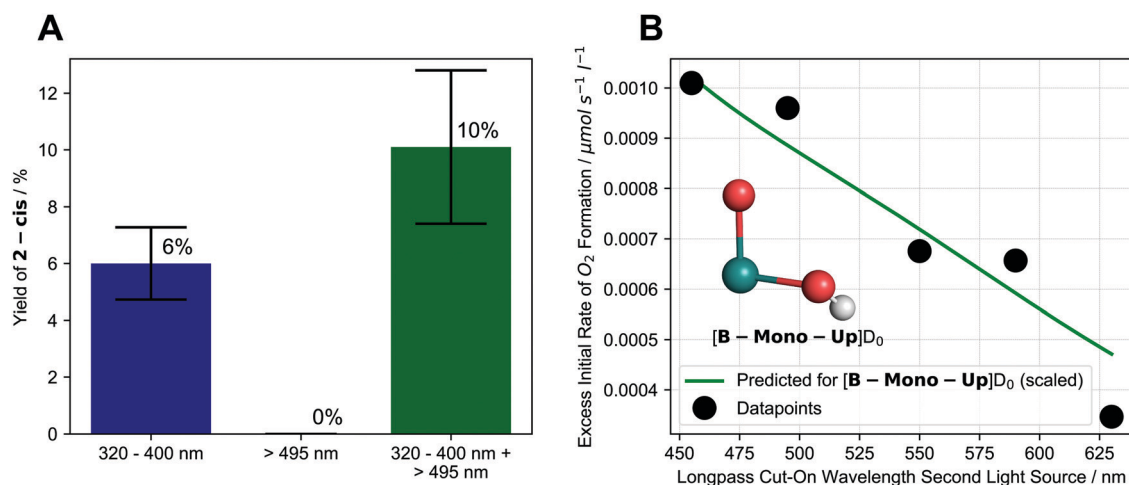 A
Yield of 2 – cis / %
12
10
8
6
4
2
0
6%
0%
10%
320 - 400 nm
> 495 nm
320 - 400 nm +
> 495 nm
B
Excess Initial Rate of O₂ Formation / μmol s⁻¹ l⁻¹
0.0010
0.0009
0.0008
0.0007
0.0006
0.0005
0.0004
[B – Mono – Up]D₀
Predicted for [B – Mono – Up]D₀ (scaled)
Datapoints
450 475 500 525 550 575 600 625
Longpass Cut-On Wavelength Second Light Source / nm